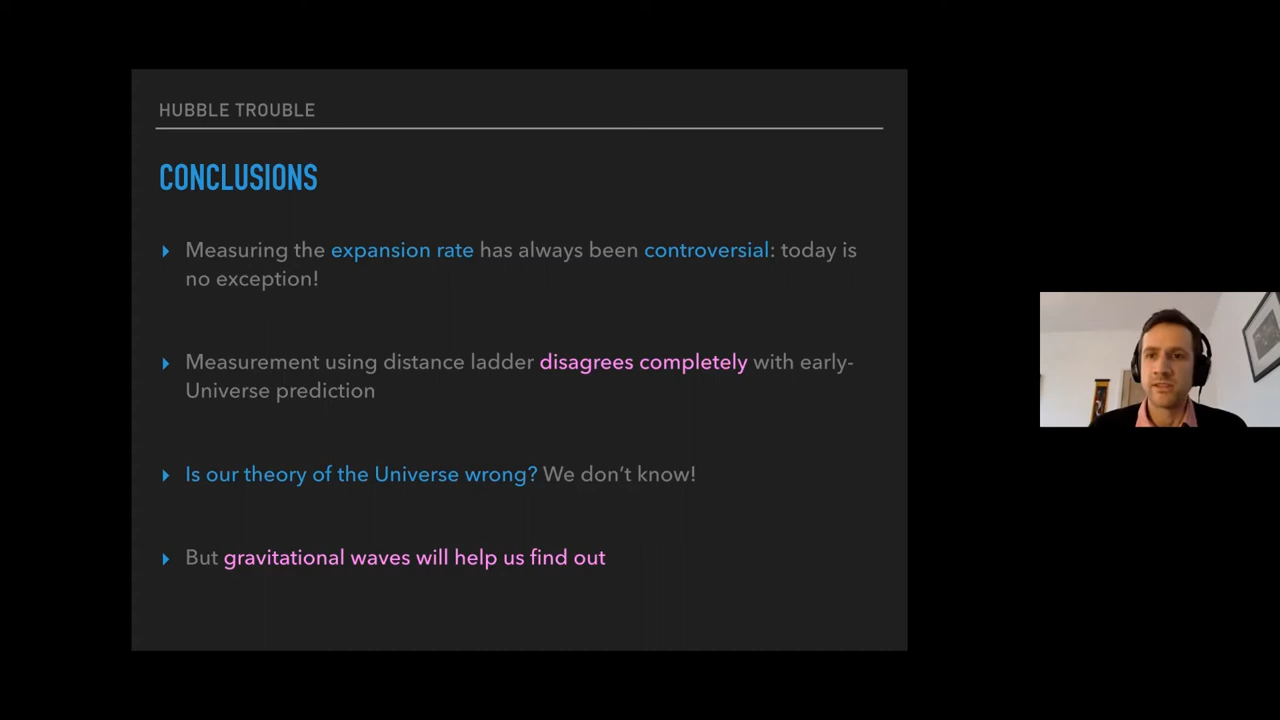 HUBBLE TROUBLE
CONCLUSIONS
Measuring the expansion rate has always been controversial: today is
no exception!
Measurement using distance ladder disagrees completely with early-
Universe prediction
Is our theory of the Universe wrong? We don't know!
But gravitational waves will help us find out